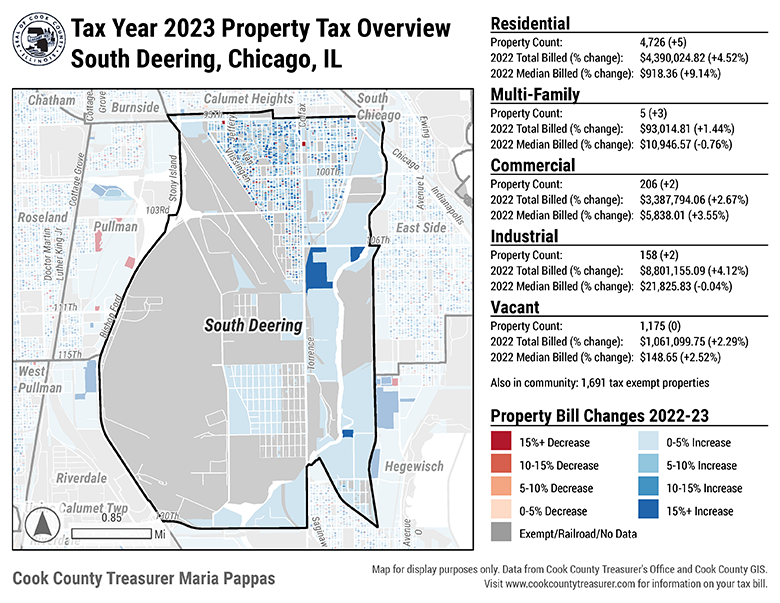 Tax Year 2023 Property Tax Overview
South Deering, Chicago, IL
Chatham
Cottage Grove
Burnside
Calumet Heights
South Chicago
95th
Jeffery
Van Vlissingen
Colfax
Ewing
Chicago
100Th
Stony Island
Cottage Grove
Avenue L
Indianapolis
103Rd
Roseland
Pullman
East Side
Doctor Martin Luther King Jr
106Th
111Th
Bishop Ford
South Deering
Torrence
115Th
West Pullman
Riverdale
Hegewisch
Calumet Twp
130Th
Saginaw
Avenue O
Riverdale
0.85
Mi
Residential
Property Count: 4,726 (+5)
2022 Total Billed (% change): $4,390,024.82 (+4.52%)
2022 Median Billed (% change): $918.36 (+9.14%)
Multi-Family
Property Count: 5 (+3)
2022 Total Billed (% change): $93,014.81 (+1.44%)
2022 Median Billed (% change): $10,946.57 (-0.76%)
Commercial
Property Count: 206 (+2)
2022 Total Billed (% change): $3,387,794.06 (+2.67%)
2022 Median Billed (% change): $5,838.01 (+3.55%)
Industrial
Property Count: 158 (+2)
2022 Total Billed (% change): $8,801,155.09 (+4.12%)
2022 Median Billed (% change): $21,825.83 (-0.04%)
Vacant
Property Count: 1,175 (0)
2022 Total Billed (% change): $1,061,099.75 (+2.29%)
2022 Median Billed (% change): $148.65 (+2.52%)
Also in community: 1,691 tax exempt properties
Property Bill Changes 2022-23
15%+ Decrease
10-15% Decrease
5-10% Decrease
0-5% Decrease
Exempt/Railroad/No Data
0-5% Increase
5-10% Increase
10-15% Increase
15%+ Increase
Cook County Treasurer Maria Pappas
Map for display purposes only. Data from Cook County Treasurer's Office and Cook County GIS.
Visit www.cookcountytreasurer.com for information on your tax bill.